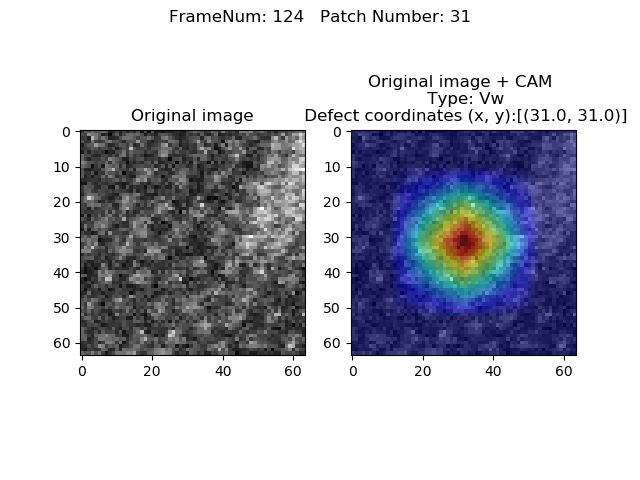 FrameNum: 124   Patch Number: 31
Original image
0
10
20
30
40
50
60
0 20 40 60
Original image + CAM
Type: Vw
Defect coordinates (x, y):[(31.0, 31.0)]
0
10
20
30
40
50
60
0 20 40 60